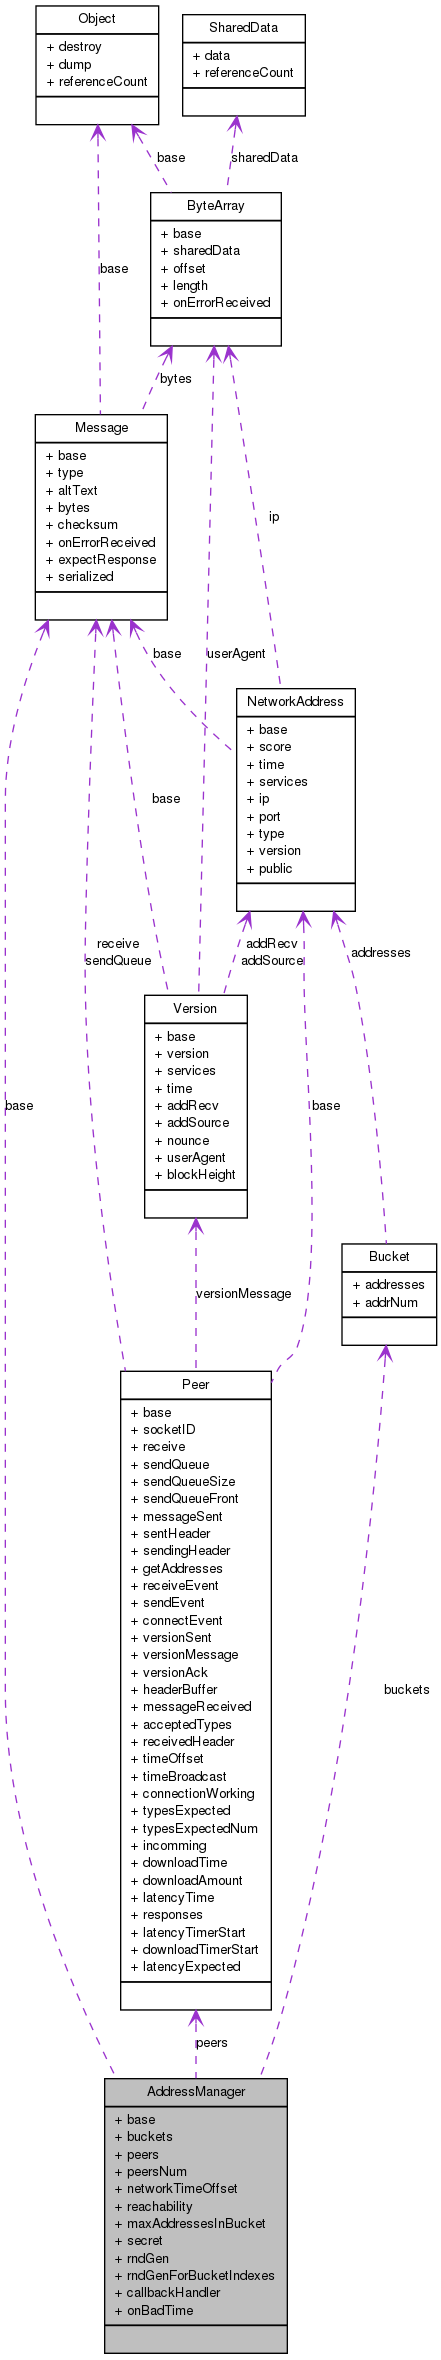 Object
+ destroy
+ dump
+ referenceCount
SharedData
+ data
+ referenceCount
base
sharedData
ByteArray
+ base
+ sharedData
+ offset
+ length
+ onErrorReceived
base
bytes
Message
+ base
+ type
+ altText
+ bytes
+ checksum
+ onErrorReceived
+ expectResponse
+ serialized
ip
base
userAgent
NetworkAddress
+ base
+ score
+ time
+ services
+ ip
+ port
+ type
+ version
+ public
base
receive
sendQueue
addRecv
addSource
addresses
Version
+ base
+ version
+ services
+ time
+ addRecv
+ addSource
+ nounce
+ userAgent
+ blockHeight
base
base
Bucket
+ addresses
+ addrNum
versionMessage
Peer
+ base
+ socketID
+ receive
+ sendQueue
+ sendQueueSize
+ sendQueueFront
+ messageSent
+ sentHeader
+ sendingHeader
+ getAddresses
+ receiveEvent
+ sendEvent
+ connectEvent
+ versionSent
+ versionMessage
+ versionAck
+ headerBuffer
+ messageReceived
+ acceptedTypes
+ receivedHeader
+ timeOffset
+ timeBroadcast
+ connectionWorking
+ typesExpected
+ typesExpectedNum
+ incomming
+ downloadTime
+ downloadAmount
+ latencyTime
+ responses
+ latencyTimerStart
+ downloadTimerStart
+ latencyExpected
buckets
peers
AddressManager
+ base
+ buckets
+ peers
+ peersNum
+ networkTimeOffset
+ reachability
+ maxAddressesInBucket
+ secret
+ rndGen
+ rndGenForBucketIndexes
+ callbackHandler
+ onBadTime